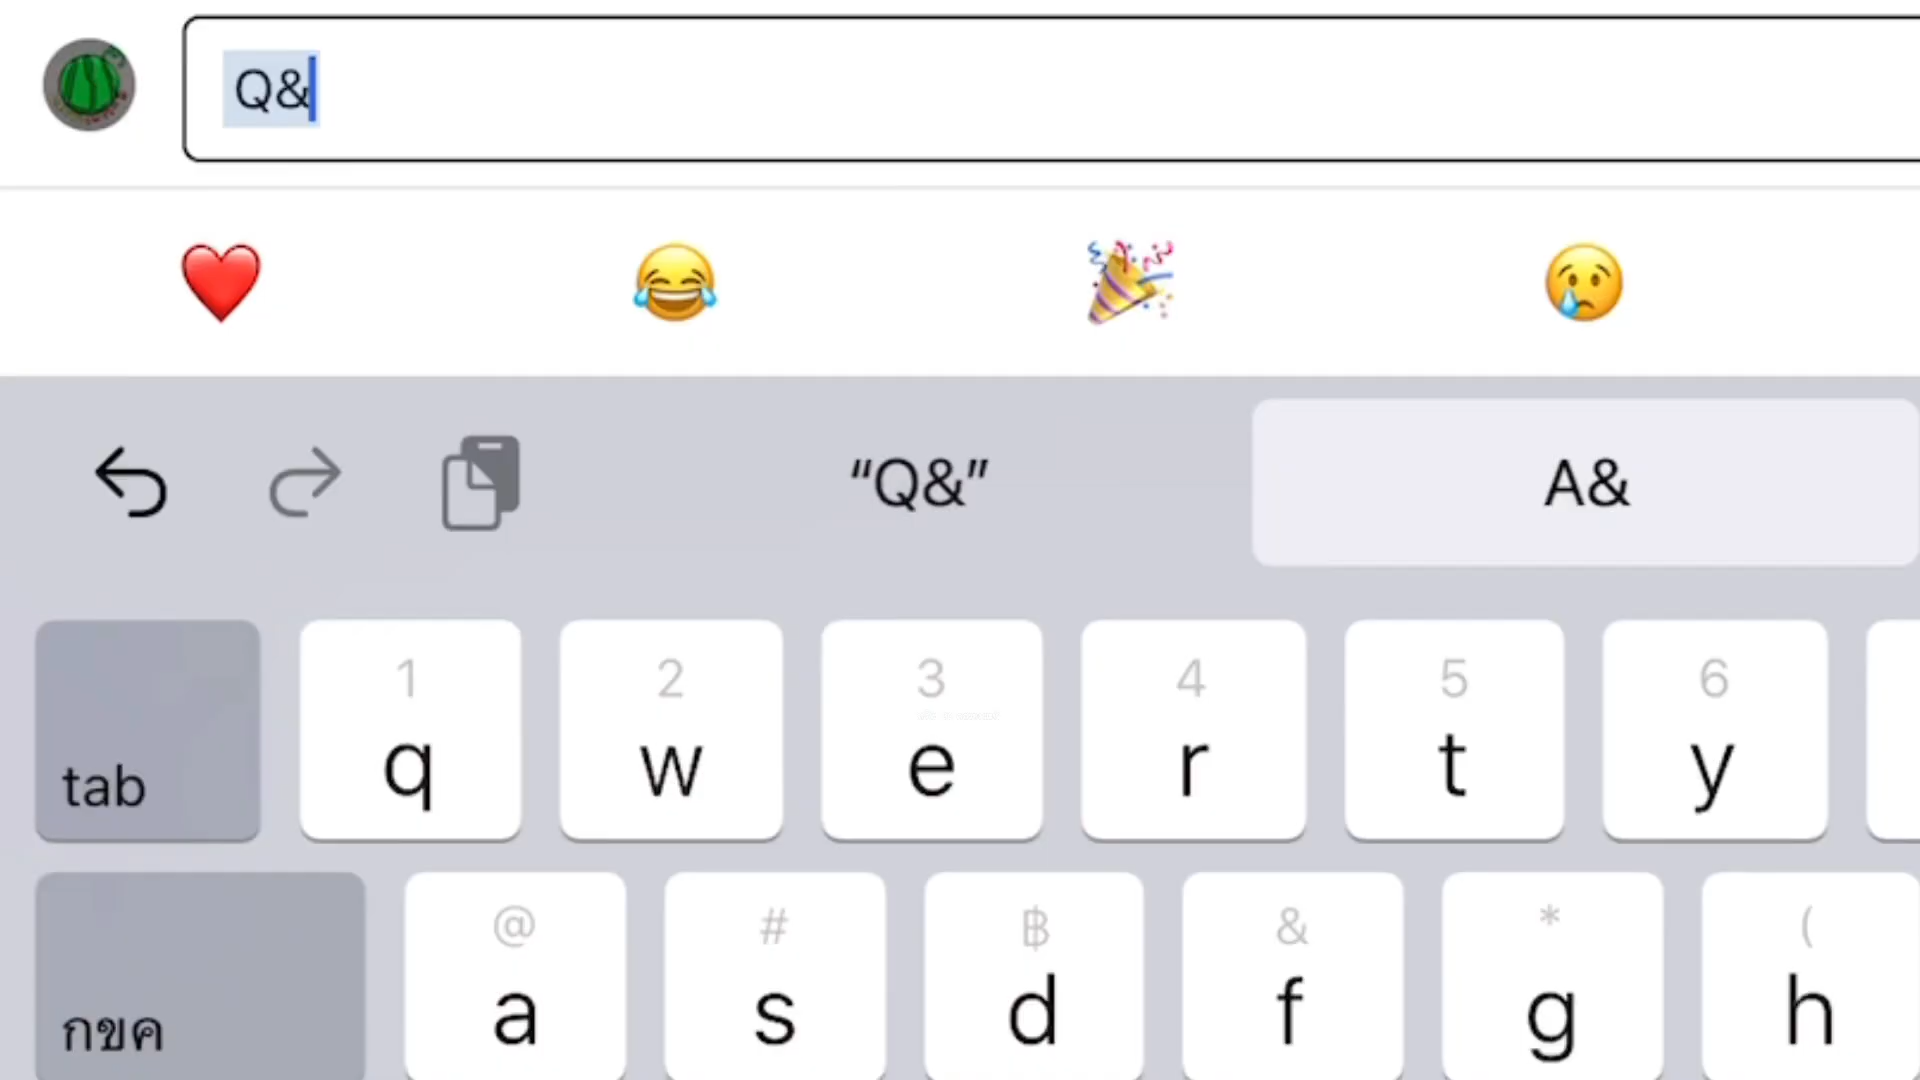 Q&
“Q&” A&
1 2 3 4 5 6
tab q w e r t y
@ # ฿ & * (
กขค a s d f g h